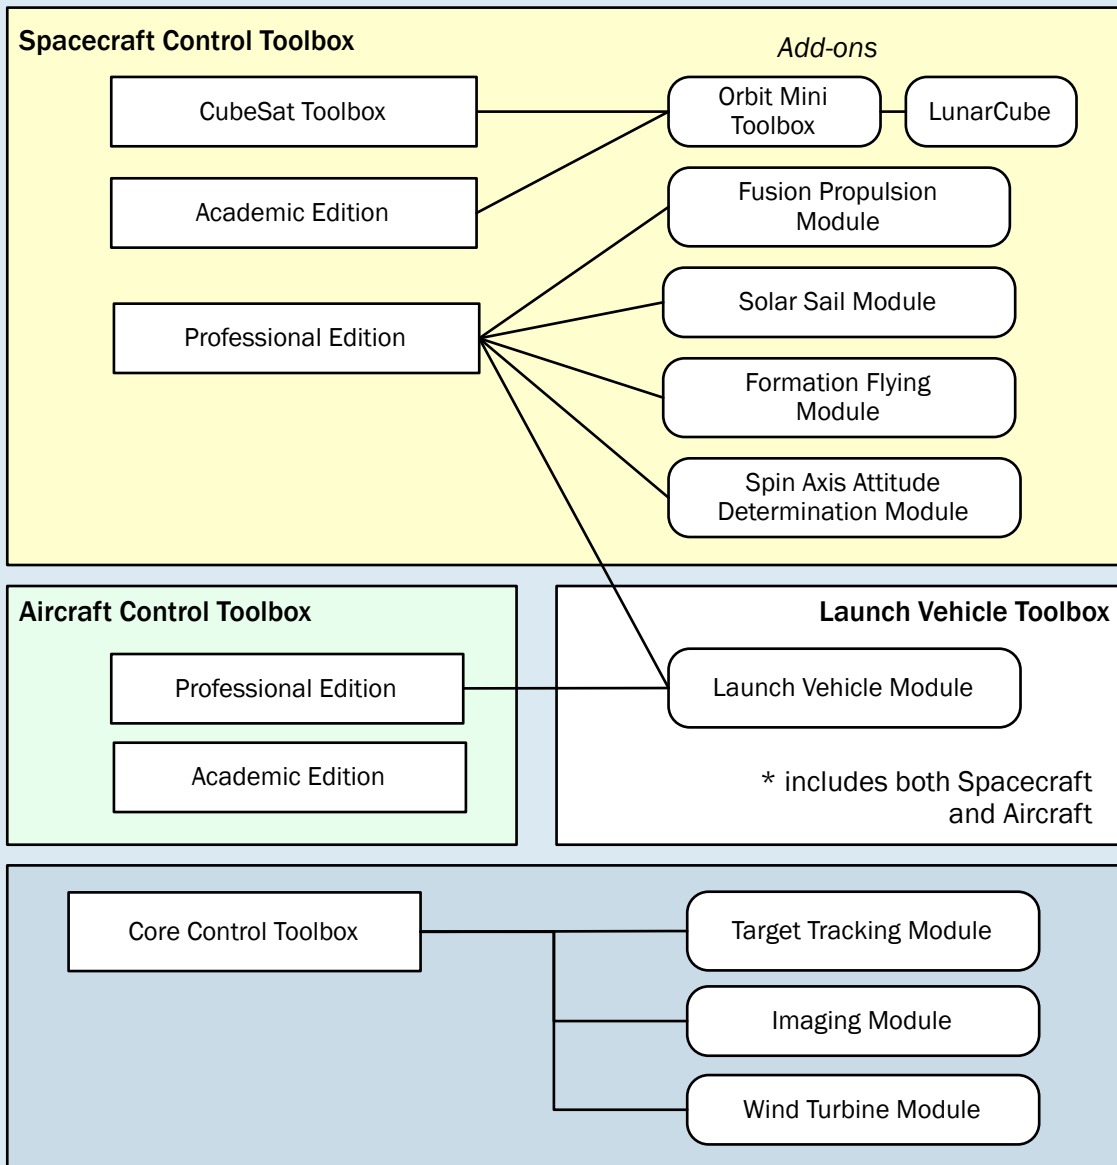 Spacecraft Control Toolbox
Add-ons
CubeSat Toolbox
Orbit Mini
Toolbox
LunarCube
Academic Edition
Fusion Propulsion
Module
Professional Edition
Solar Sail Module
Formation Flying
Module
Spin Axis Attitude
Determination Module
Aircraft Control Toolbox
Professional Edition
Academic Edition
Launch Vehicle Toolbox
Launch Vehicle Module
* includes both Spacecraft
and Aircraft
Core Control Toolbox
Target Tracking Module
Imaging Module
Wind Turbine Module